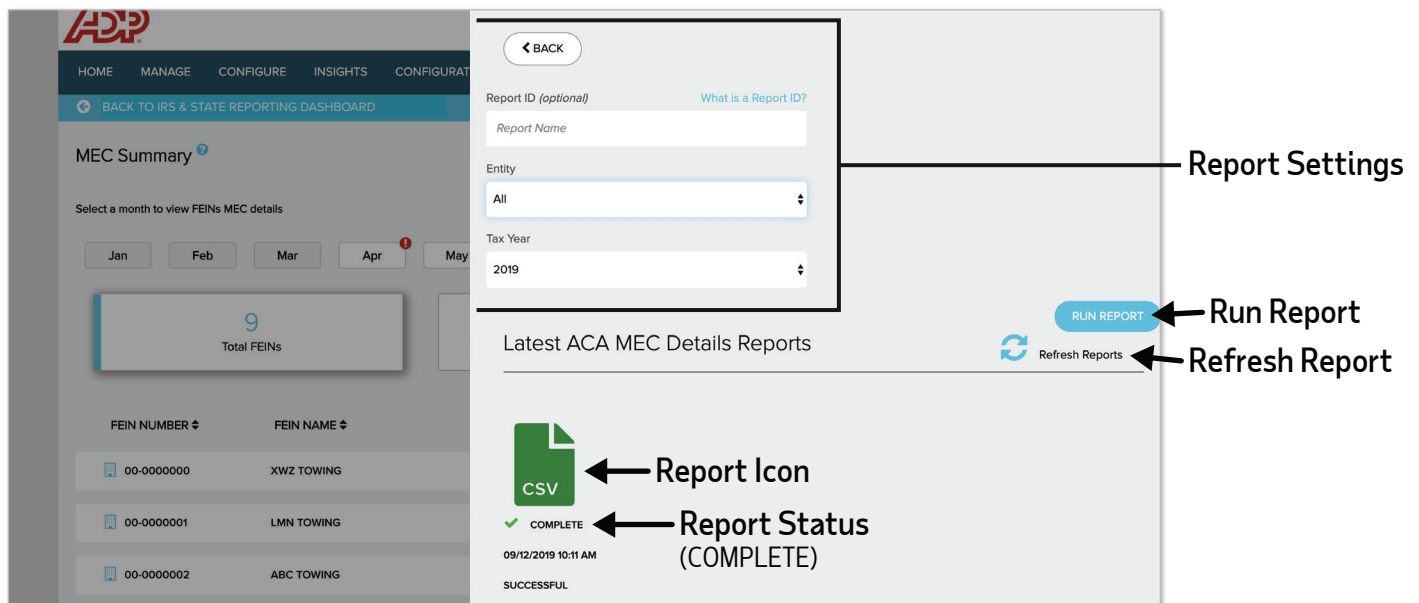 ADP
HOME MANAGE CONFIGURE INSIGHTS CONFIGURAT
BACK TO IRS & STATE REPORTING DASHBOARD
MEC Summary ?
Select a month to view FEINs MEC details
Jan Feb Mar Apr ! May
9
Total FEINs
FEIN NUMBER FEIN NAME
00-0000000 XWZ TOWING
00-0000001 LMN TOWING
00-0000002 ABC TOWING
BACK
Report ID (optional) What is a Report ID?
Report Name
Entity
All
Tax Year
2019
Report Settings
RUN REPORT
Run Report
Latest ACA MEC Details Reports
Refresh Reports
Refresh Report
CSV
Report Icon
COMPLETE
Report Status
(COMPLETE)
09/12/2019 10:11 AM
SUCCESSFUL